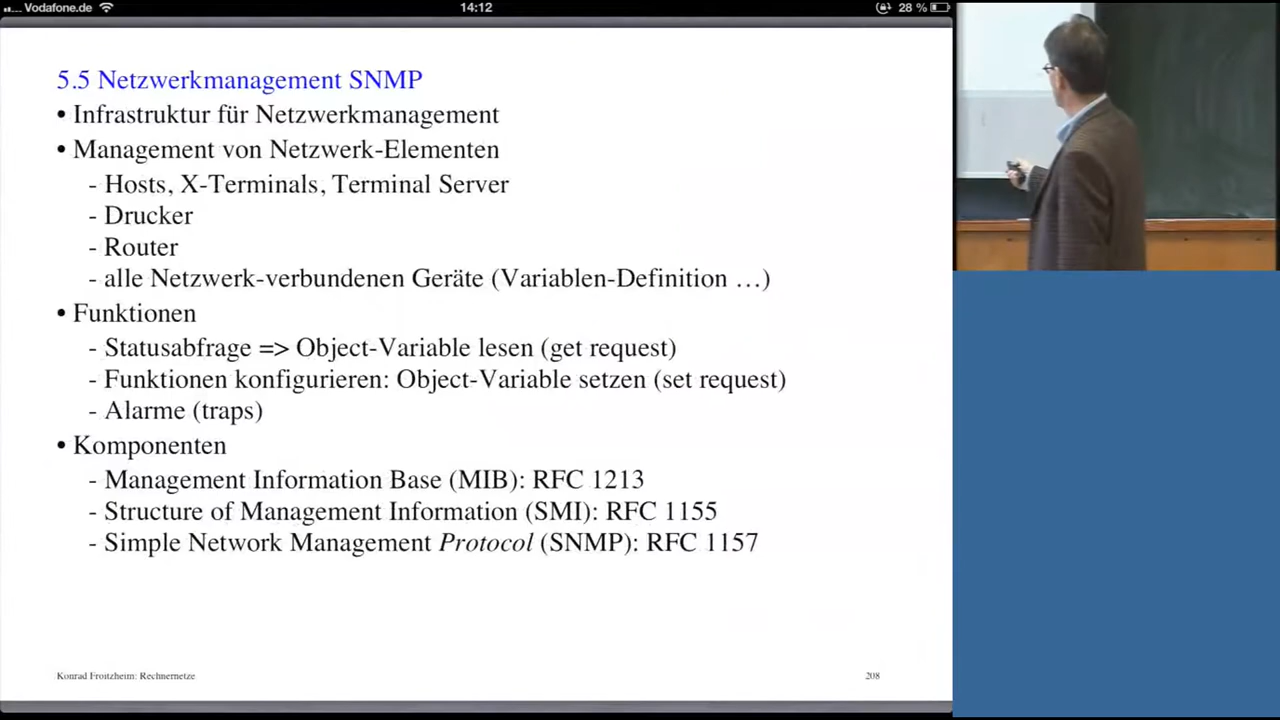 Vodafone.de
14:12
28 %
5.5 Netzwerkmanagement SNMP
• Infrastruktur für Netzwerkmanagement
• Management von Netzwerk-Elementen
- Hosts, X-Terminals, Terminal Server
- Drucker
- Router
- alle Netzwerk-verbundenen Geräte (Variablen-Definition …)
• Funktionen
- Statusabfrage => Object-Variable lesen (get request)
- Funktionen konfigurieren: Object-Variable setzen (set request)
- Alarme (traps)
• Komponenten
- Management Information Base (MIB): RFC 1213
- Structure of Management Information (SMI): RFC 1155
- Simple Network Management Protocol (SNMP): RFC 1157
Konrad Froitzheim: Rechnernetze
208